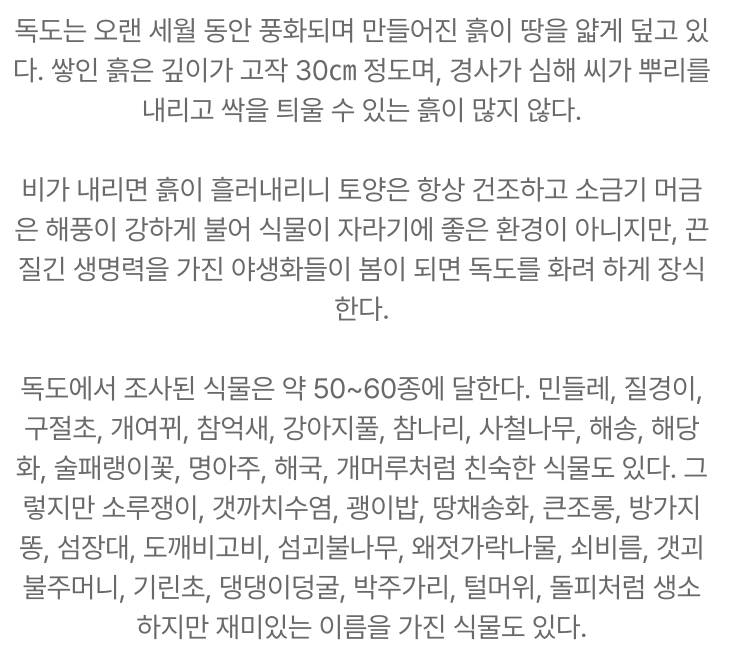 독도는 오랜 세월 동안 풍화되며 만들어진 흙이 땅을 얇게 덮고 있
다. 쌓인 흙은 깊이가 고작 30㎝ 정도며, 경사가 심해 씨가 뿌리를
내리고 싹을 틔울 수 있는 흙이 많지 않다.
비가 내리면 흙이 흘러내리니 토양은 항상 건조하고 소금기 머금
은 해풍이 강하게 불어 식물이 자라기에 좋은 환경이 아니지만, 끈
질긴 생명력을 가진 야생화들이 봄이 되면 독도를 화려 하게 장식
한다.
독도에서 조사된 식물은 약 50~60종에 달한다. 민들레, 질경이,
구절초, 개여뀌, 참억새, 강아지풀, 참나리, 사철나무, 해송, 해당
화, 술패랭이꽃, 명아주, 해국, 개머루처럼 친숙한 식물도 있다. 그
렇지만 소루쟁이, 갯까치수염, 괭이밥, 땅채송화, 큰조롱, 방가지
똥, 섬장대, 도깨비고비, 섬괴불나무, 왜젓가락나물, 쇠비름, 갯괴
불주머니, 기린초, 댕댕이덩굴, 박주가리, 털머위, 돌피처럼 생소
하지만 재미있는 이름을 가진 식물도 있다.